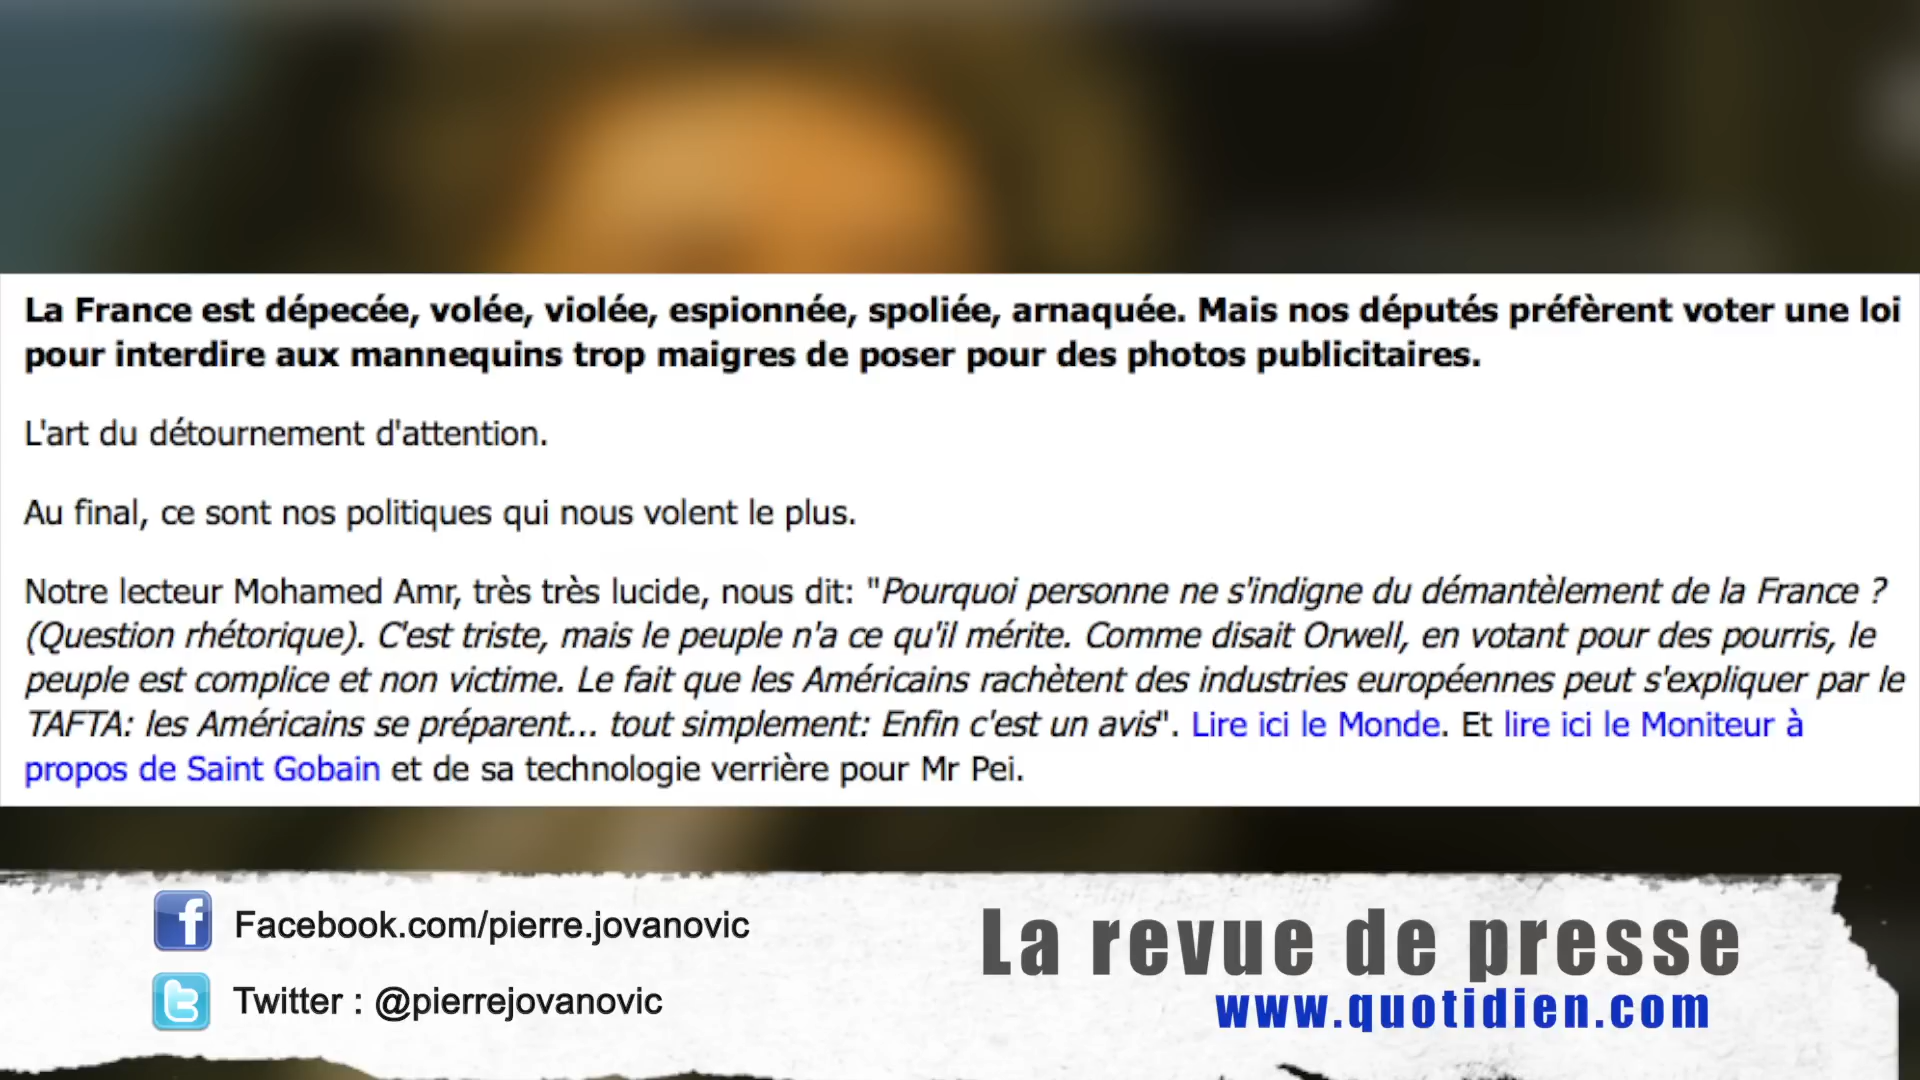 La France est dépecée, volée, violée, espionnée, spoliée, arnaquée. Mais nos députés préfèrent voter une loi
pour interdire aux mannequins trop maigres de poser pour des photos publicitaires.
L'art du détournement d'attention.
Au final, ce sont nos politiques qui nous volent le plus.
Notre lecteur Mohamed Amr, très très lucide, nous dit: "Pourquoi personne ne s'indigne du démantèlement de la France ?
(Question rhétorique). C'est triste, mais le peuple n'a ce qu'il mérite. Comme disait Orwell, en votant pour des pourris, le
peuple est complice et non victime. Le fait que les Américains rachètent des industries européennes peut s'expliquer par le
TAFTA: les Américains se préparent... tout simplement: Enfin c'est un avis". Lire ici le Monde. Et lire ici le Moniteur à
propos de Saint Gobain et de sa technologie verrière pour Mr Pei.
Facebook.com/pierre.jovanovic
Twitter : @pierrejovanovic
La revue de presse
www.quotidien.com